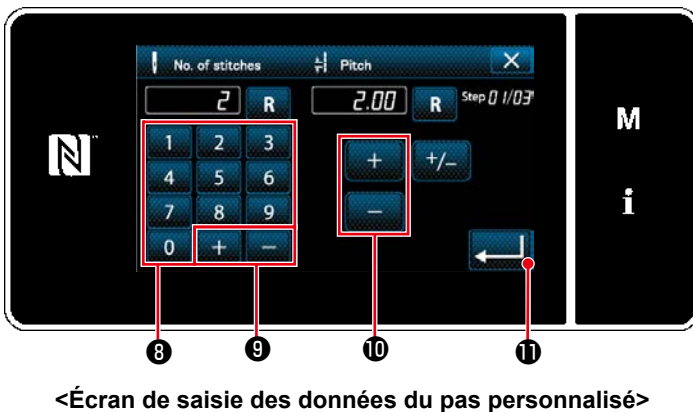 No. of stitches Pitch X
2 R 2.00 R Step 01/03
1 2 3
+ +/−
4 5 6
7 8 9
−
0 + −
M
i
N
❽ ❾ ❿ ⓫
<Écran de saisie des données du pas personnalisé>